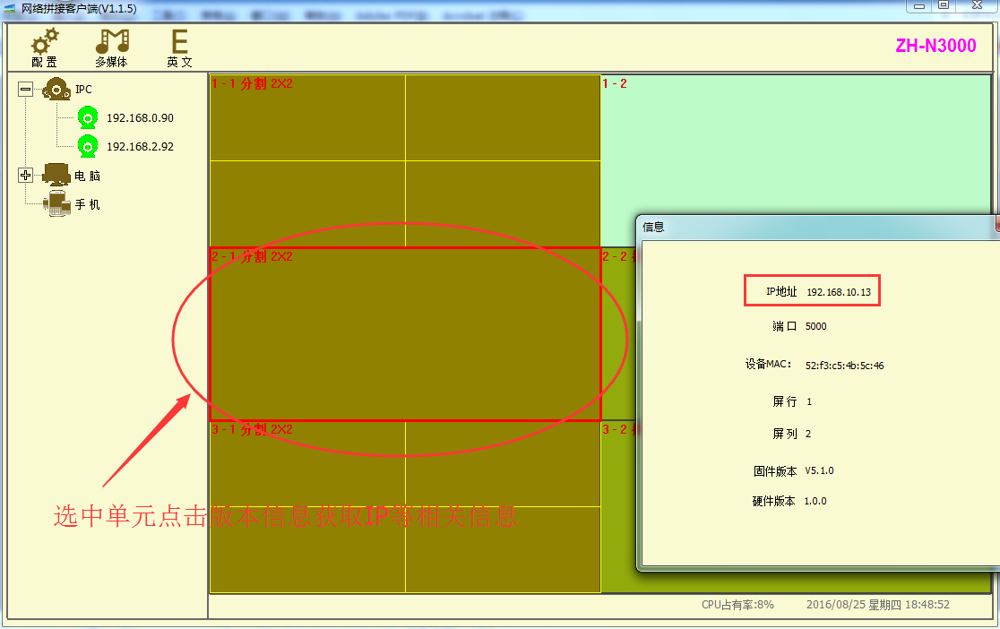 网络拼接客户端(V1.1.5)
配 置
多媒体
英 文
ZH-N3000
IPC
192.168.0.90
192.168.2.92
电 脑
手 机
1 - 1 分割 2X2
1 - 2
2 - 1 分割 2X2
2 - 2
3 - 1 分割 2X2
3 - 2
信息
IP地址 192.168.10.13
端 口 5000
设备MAC： 52:f3:c5:4b:5c:46
屏 行 1
屏 列 2
固件版本 V5.1.0
硬件版本 1.0.0
选中单元点击版本信息获取IP等相关信息
CPU占有率:8% 2016/08/25 星期四 18:48:52